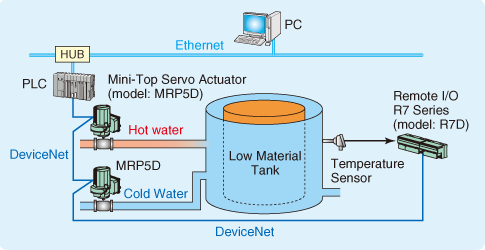 PC
Ethernet
HUB
PLC
Mini-Top Servo Actuator
(model: MRP5D)
Remote I/O
R7 Series
(model: R7D)
Hot water
DeviceNet
Low Material
Tank
MRP5D
Temperature
Sensor
Cold Water
DeviceNet